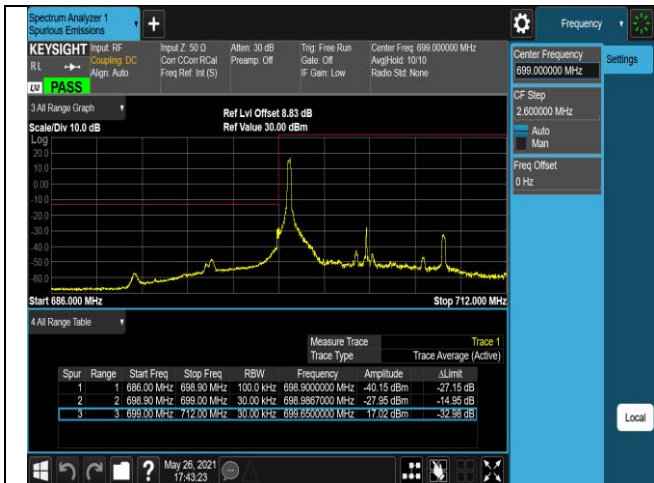 Spectrum Analyzer 1
Spurious Emissions
Frequency
KEYSIGHT Input: RF Input Z: 50 Ω Atten: 30 dB Trig: Free Run Center Freq: 699.000000 MHz
RL Coupling: DC Corr CCorr RCal Preamp: Off Gate: Off Avg|Hold: 10/10
Align: Auto Freq Ref: Int (S) IF Gain: Low Radio Std: None
LXI PASS
Center Frequency
699.000000 MHz
Settings
CF Step
2.600000 MHz
Auto
Man
Freq Offset
0 Hz
3 All Range Graph
Ref Lvl Offset 8.83 dB
Scale/Div 10.0 dB Ref Value 30.00 dBm
Log
20.0
10.0
0.00
-10.0
-20.0
-30.0
-40.0
-50.0
-60.0
Start 686.000 MHz Stop 712.000 MHz
4 All Range Table
Measure Trace Trace 1
Trace Type Trace Average (Active)
Spur Range Start Freq Stop Freq RBW Frequency Amplitude ΔLimit
1 1 686.00 MHz 698.90 MHz 100.0 kHz 698.9000000 MHz -40.15 dBm -27.15 dB
2 2 698.90 MHz 699.00 MHz 30.00 kHz 698.9867000 MHz -27.95 dBm -14.95 dB
3 3 699.00 MHz 712.00 MHz 30.00 kHz 699.6500000 MHz 17.02 dBm -32.98 dB
Local
May 26, 2021
17:43:23